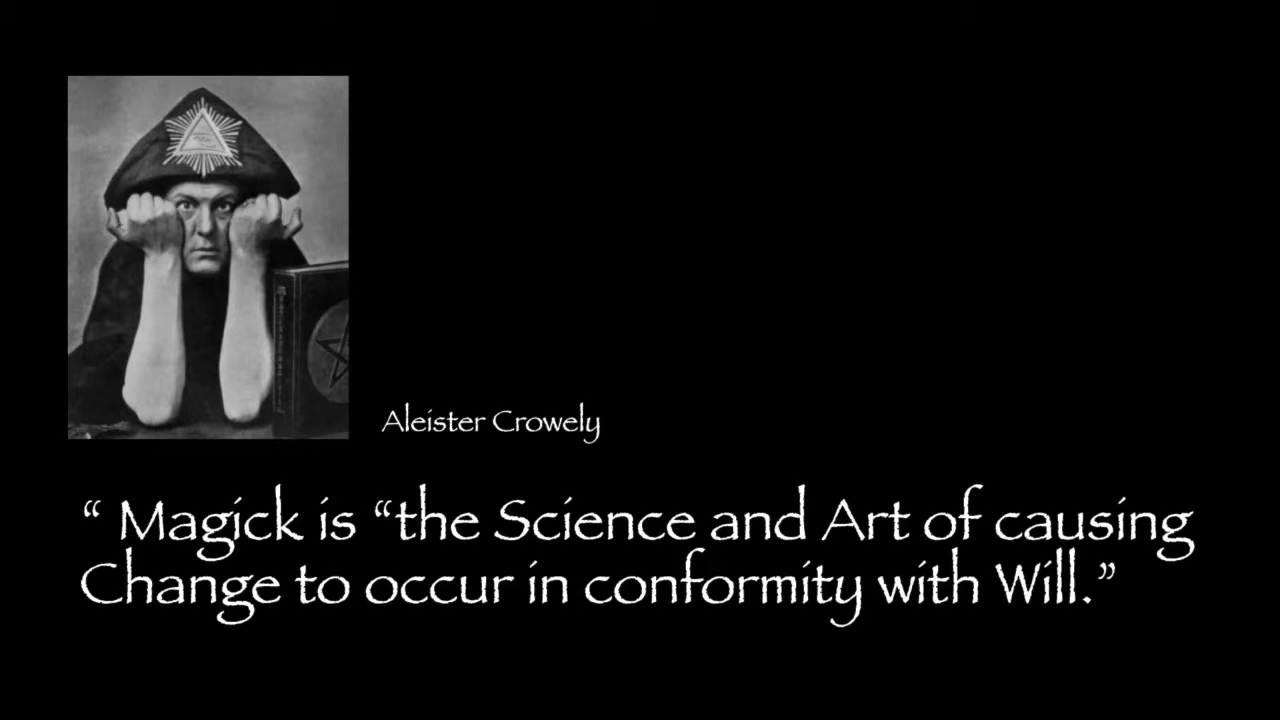 Aleister Crowely
“ Magick is “the Science and Art of causing
Change to occur in conformity with Will.”